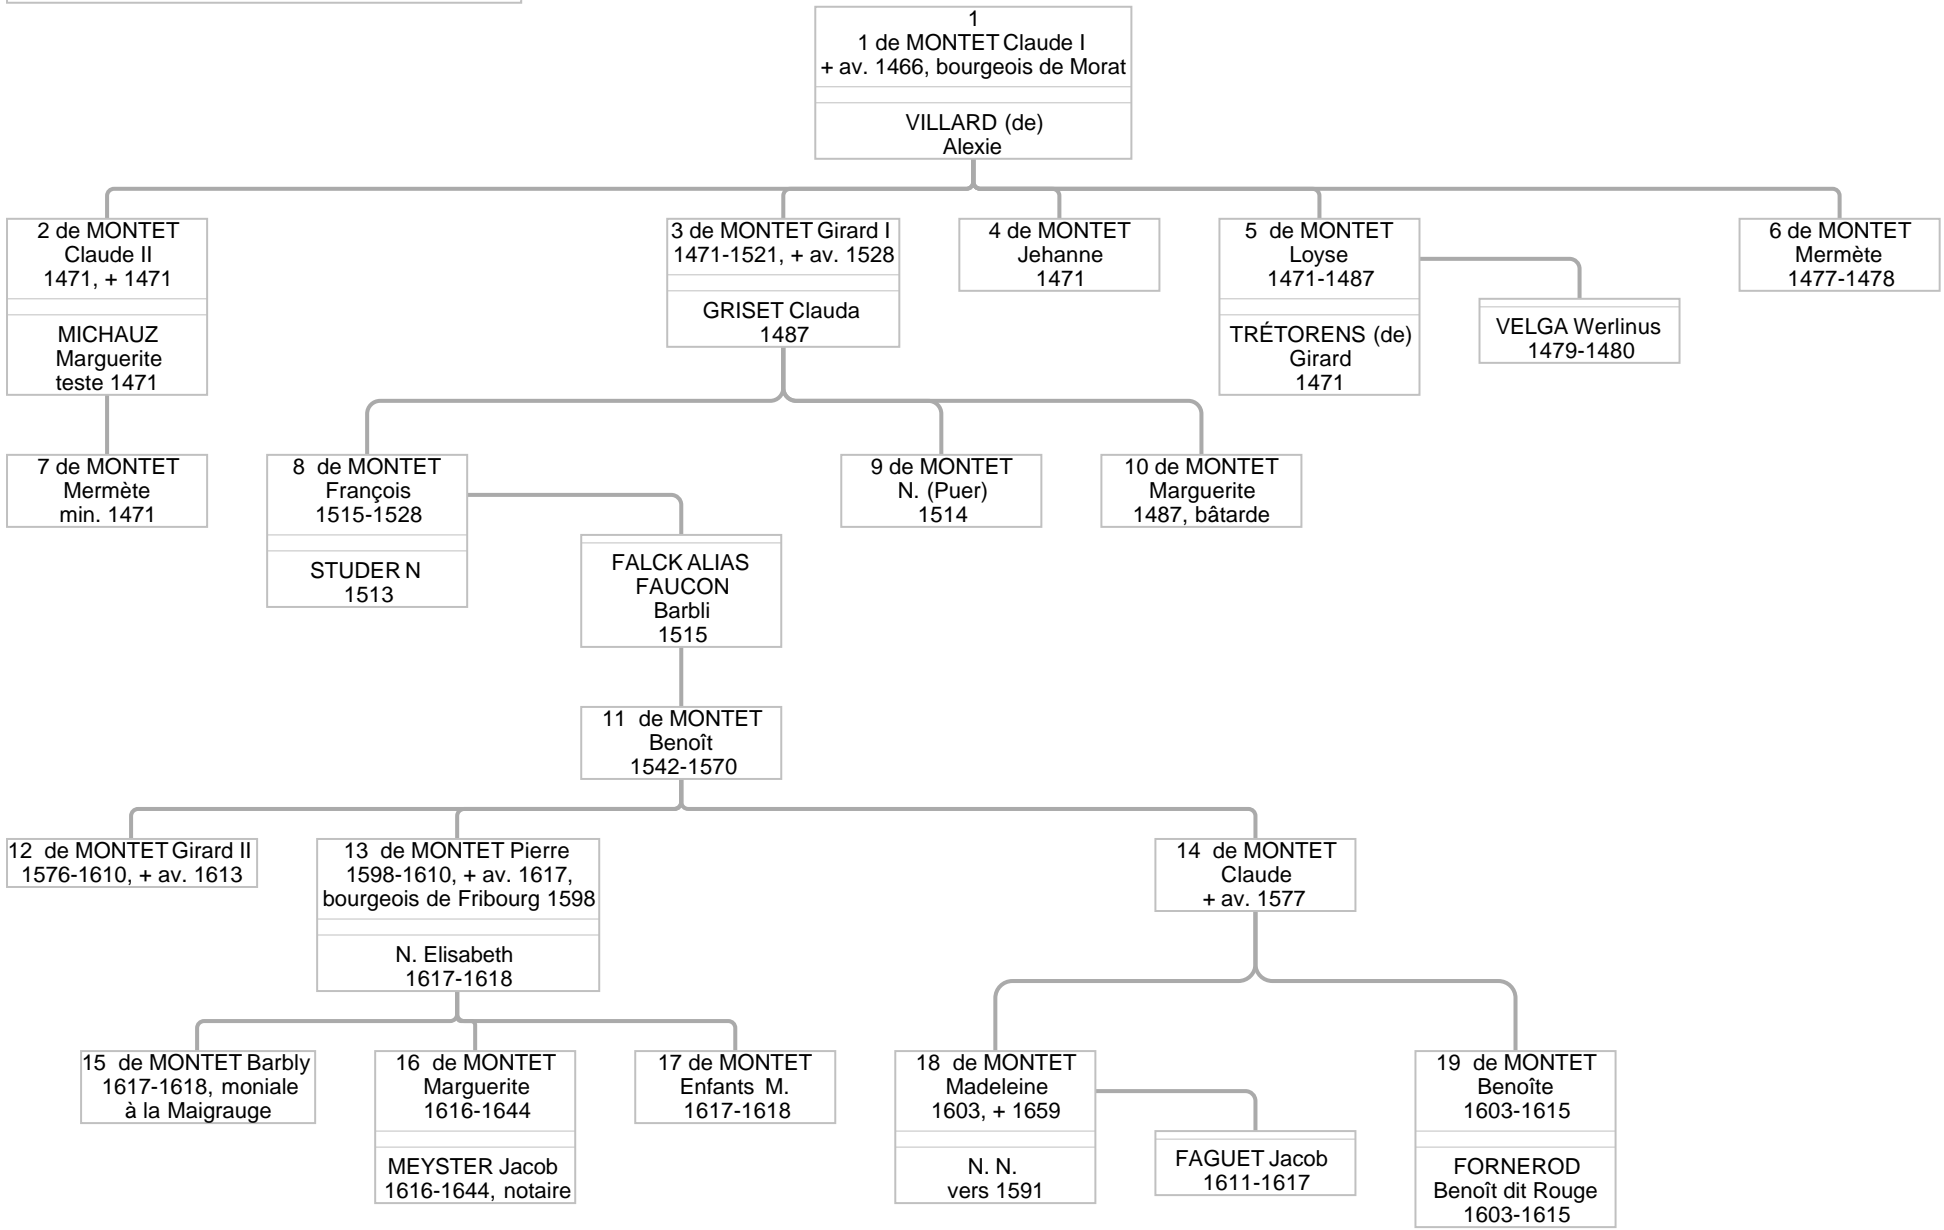 1
1 de MONTET Claude I
+ av. 1466, bourgeois de Morat
VILLARD (de)
Alexie
2 de MONTET
Claude II
1471, + 1471
MICHAUZ
Marguerite
teste 1471
3 de MONTET Girard I
1471-1521, + av. 1528
GRISET Clauda
1487
4 de MONTET
Jehanne
1471
5 de MONTET
Loyse
1471-1487
TRÉTORENS (de)
Girard
1471
VELGA Werlinus
1479-1480
6 de MONTET
Mermète
1477-1478
7 de MONTET
Mermète
min. 1471
8 de MONTET
François
1515-1528
STUDER N
1513
FALCK ALIAS
FAUCON
Barbli
1515
9 de MONTET
N. (Puer)
1514
10 de MONTET
Marguerite
1487, bâtarde
11 de MONTET
Benoît
1542-1570
12 de MONTET Girard II
1576-1610, + av. 1613
13 de MONTET Pierre
1598-1610, + av. 1617,
bourgeois de Fribourg 1598
N. Elisabeth
1617-1618
14 de MONTET
Claude
+ av. 1577
15 de MONTET Barbly
1617-1618, moniale
à la Maigrauge
16 de MONTET
Marguerite
1616-1644
MEYSTER Jacob
1616-1644, notaire
17 de MONTET
Enfants M.
1617-1618
18 de MONTET
Madeleine
1603, + 1659
N. N.
vers 1591
FAGUET Jacob
1611-1617
19 de MONTET
Benoîte
1603-1615
FORNEROD
Benoît dit Rouge
1603-1615